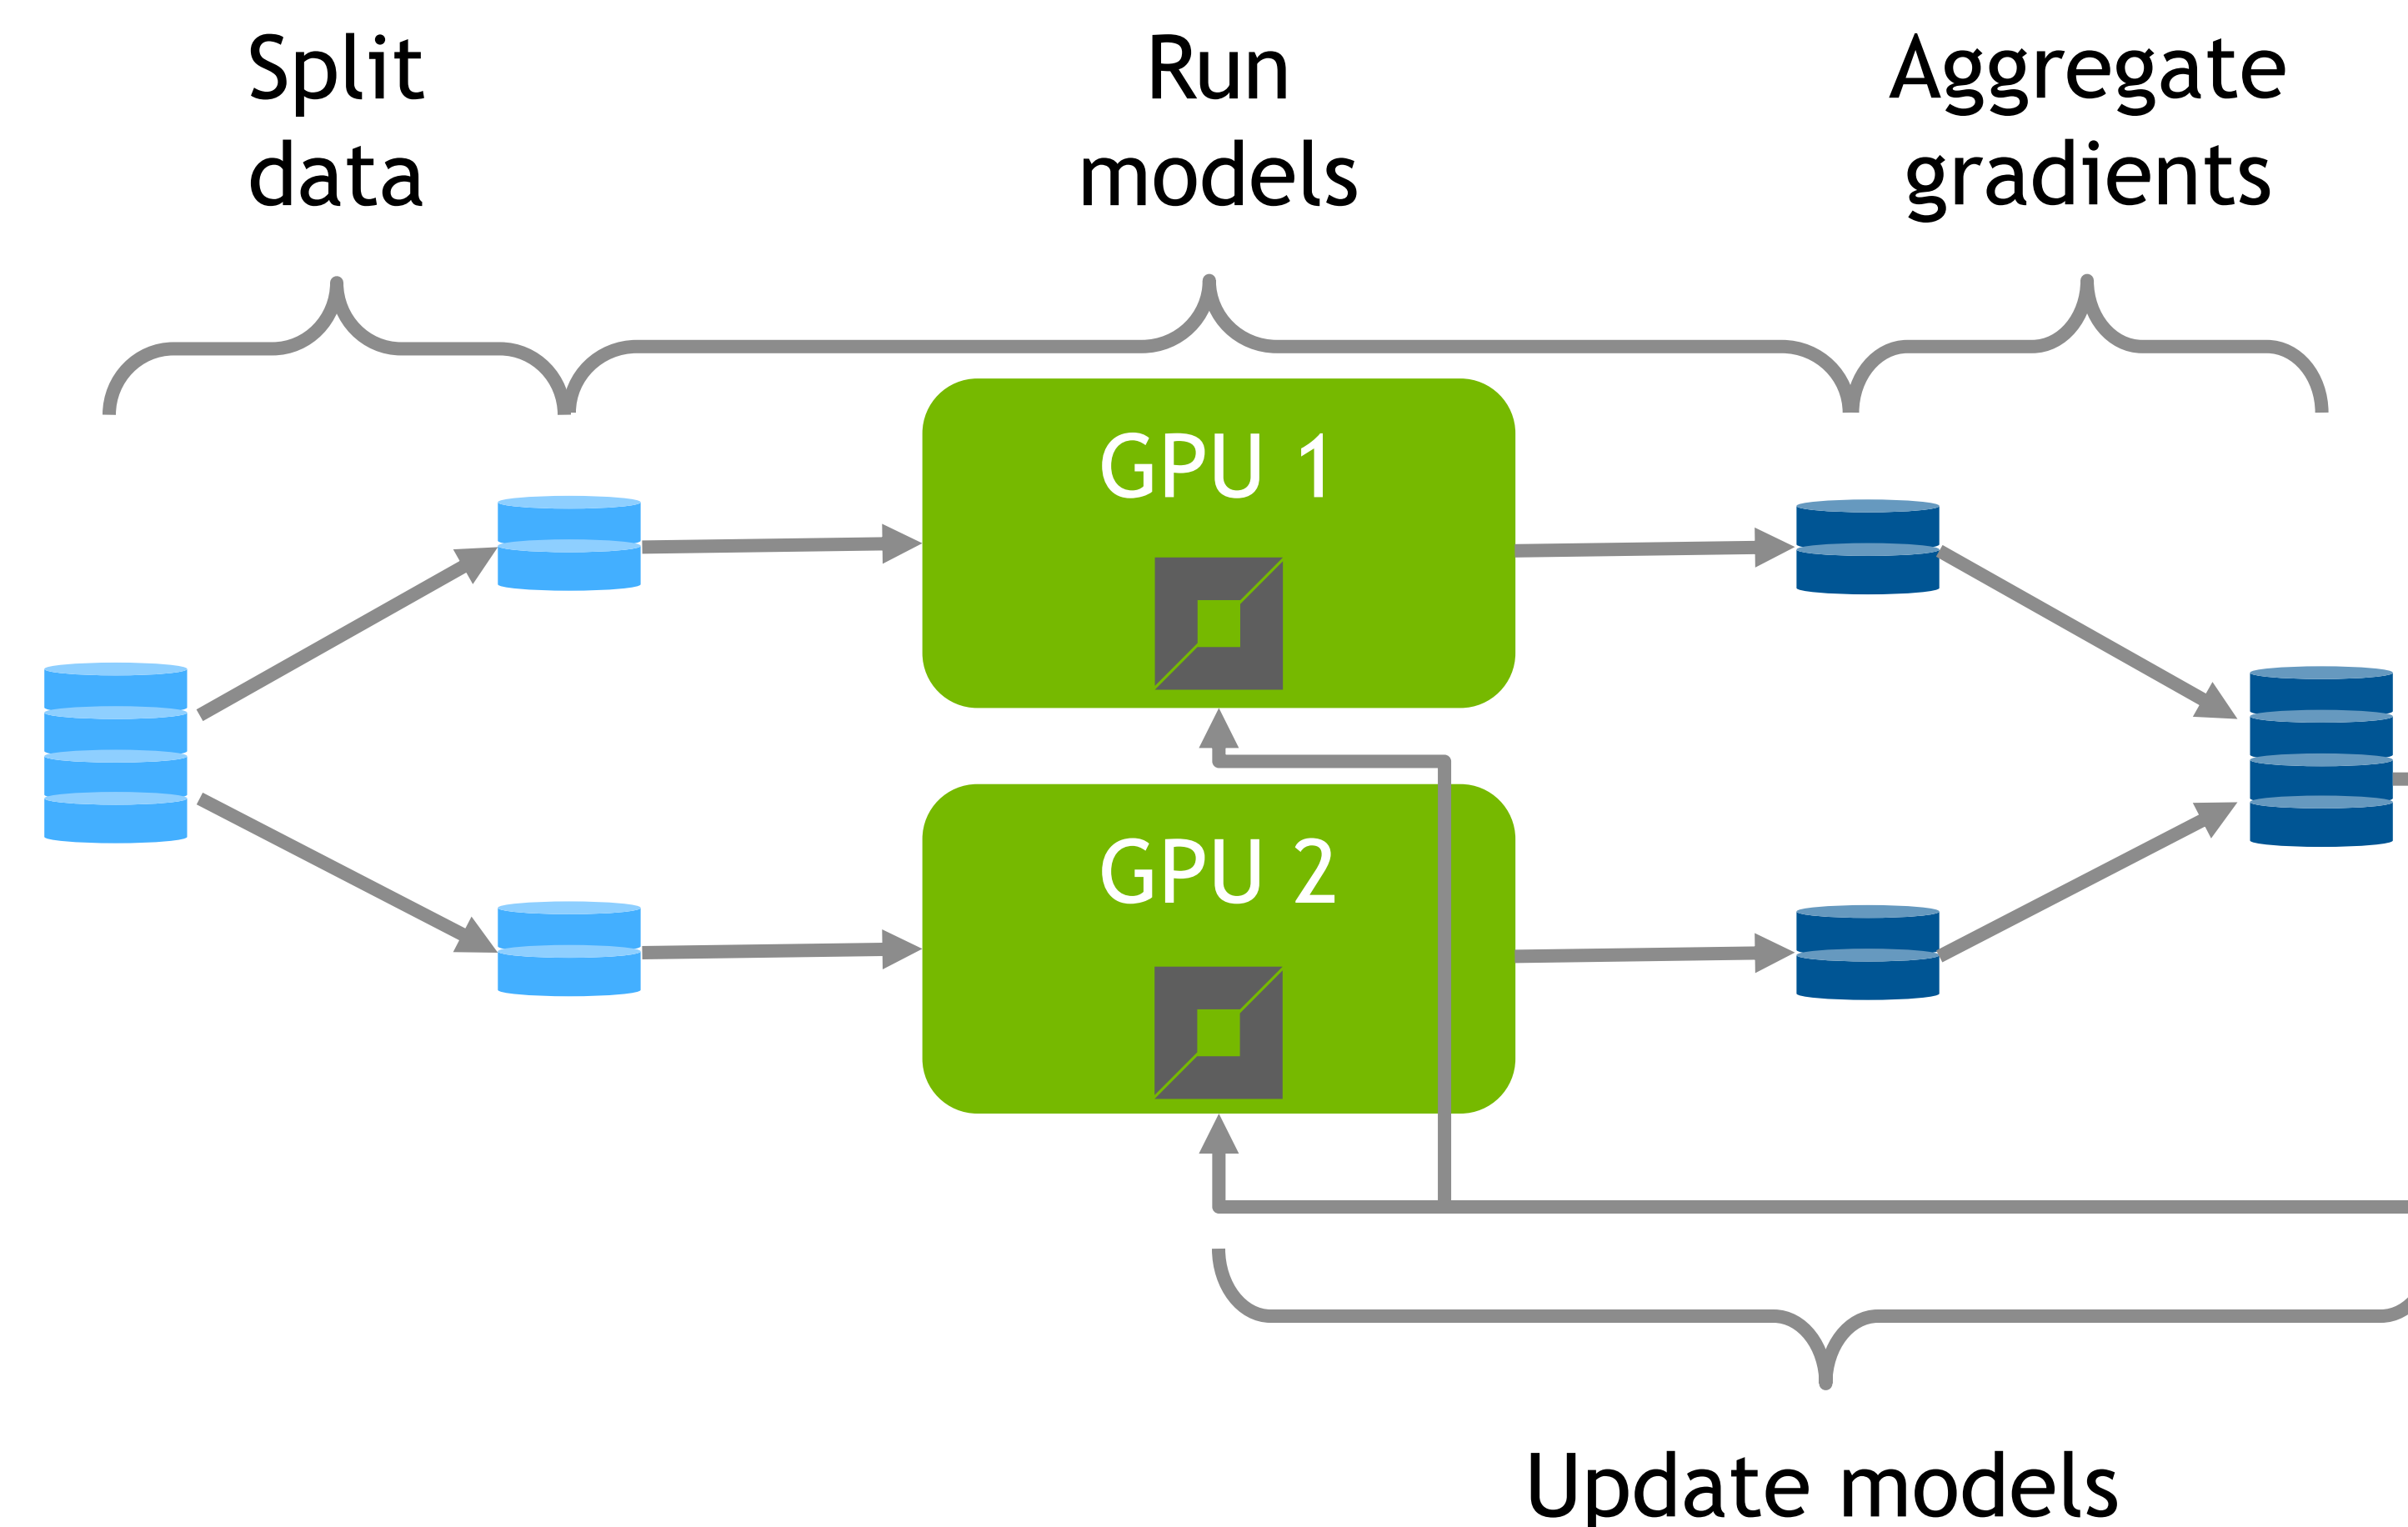 Split
data
Run
models
Aggregate
gradients
GPU 1
GPU 2
Update models